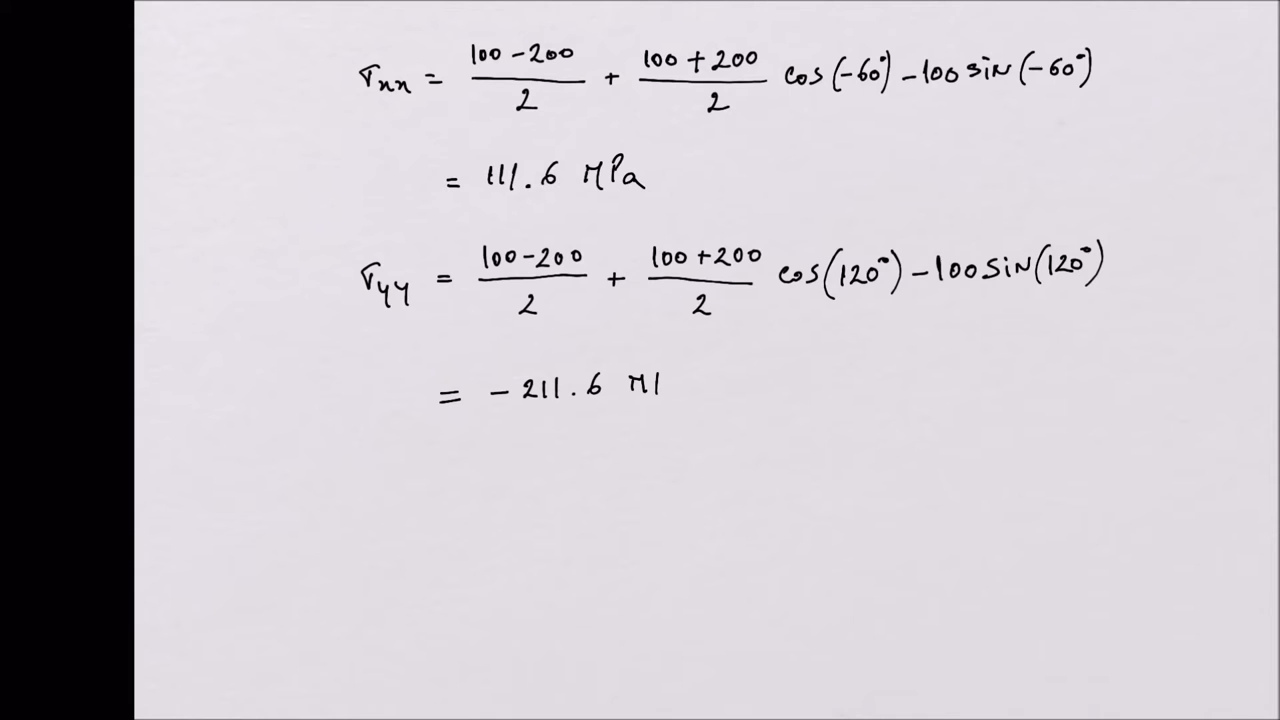 σxx = (100 - 200)/2 + (100 + 200)/2 cos(-60°) - 100 sin(-60°)
= 111.6 MPa
σyy = (100 - 200)/2 + (100 + 200)/2 cos(120°) - 100 sin(120°)
= - 211.6 M